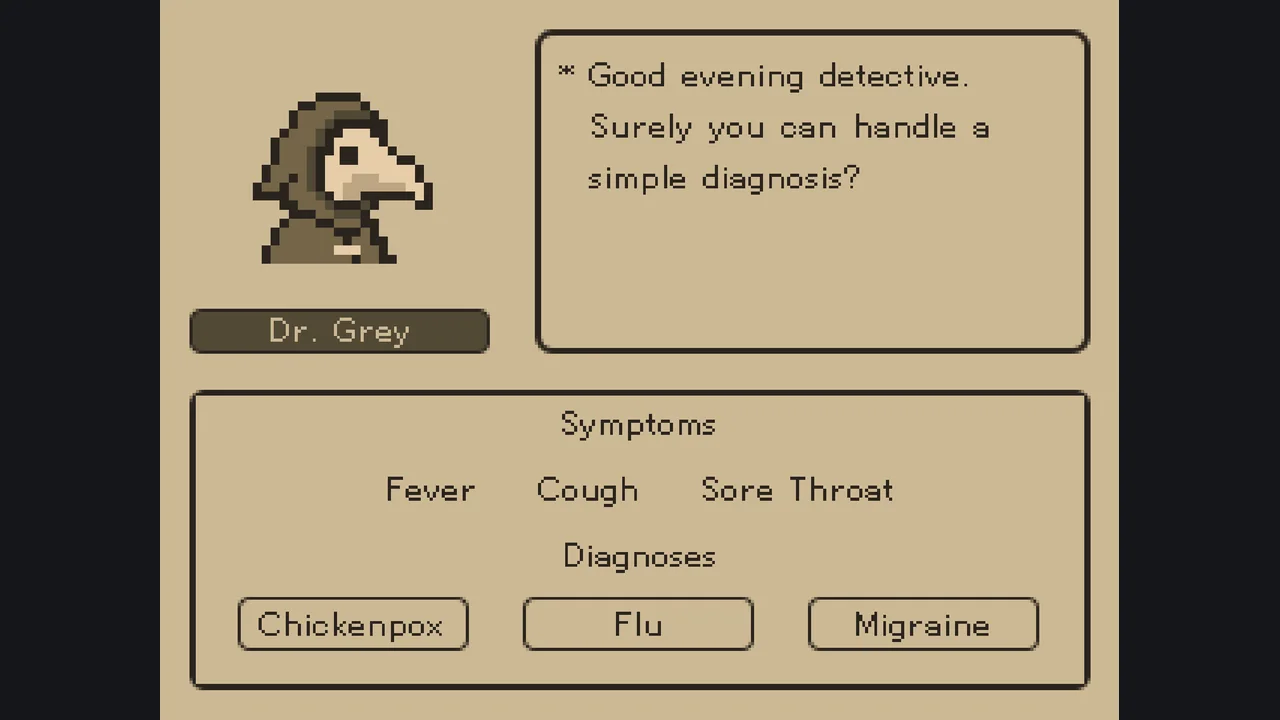 * Good evening detective.
Surely you can handle a
simple diagnosis?
Dr. Grey
Symptoms
Fever Cough Sore Throat
Diagnoses
Chickenpox Flu Migraine